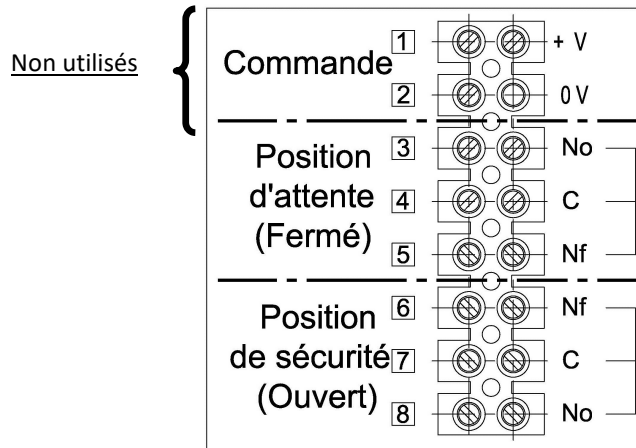 Non utilisés
Commande
1 + V
2 0 V
Position
d'attente
(Fermé)
3 No
4 C
5 Nf
Position
de sécurité
(Ouvert)
6 Nf
7 C
8 No